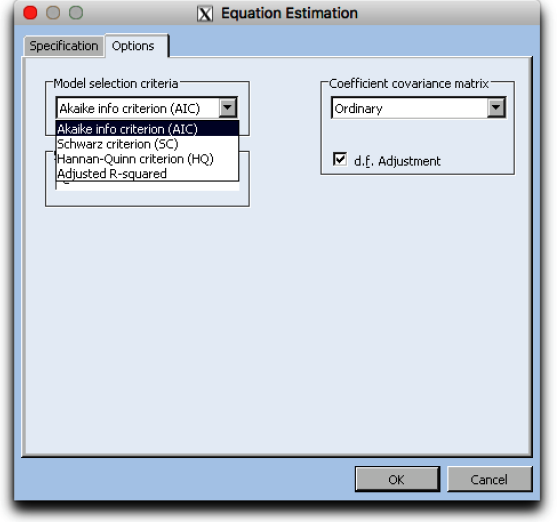 X Equation Estimation
Specification Options
Model selection criteria
Akaike info criterion (AIC)
Akaike info criterion (AIC)
Schwarz criterion (SC)
Hannan-Quinn criterion (HQ)
Adjusted R-squared
Coefficient covariance matrix
Ordinary
d.f. Adjustment
OK Cancel